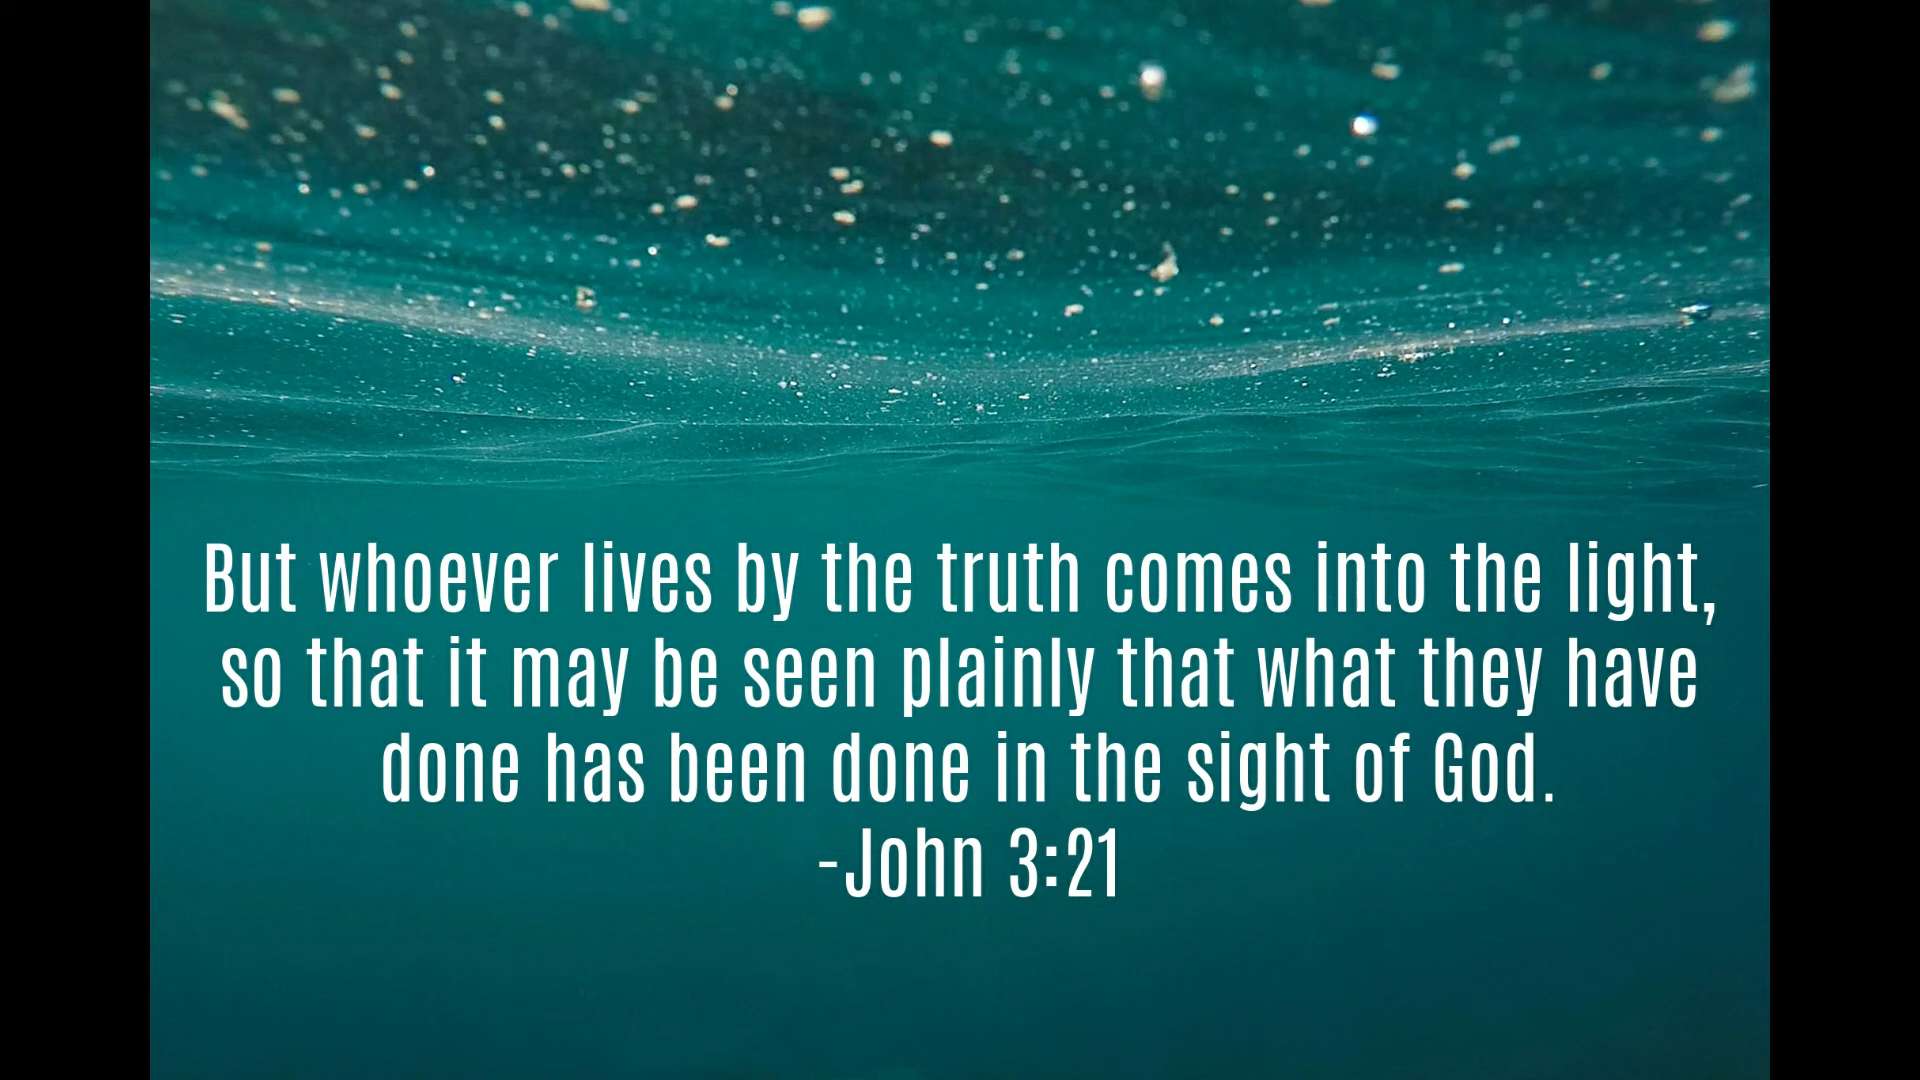 But whoever lives by the truth comes into the light,
so that it may be seen plainly that what they have
done has been done in the sight of God.
-John 3:21